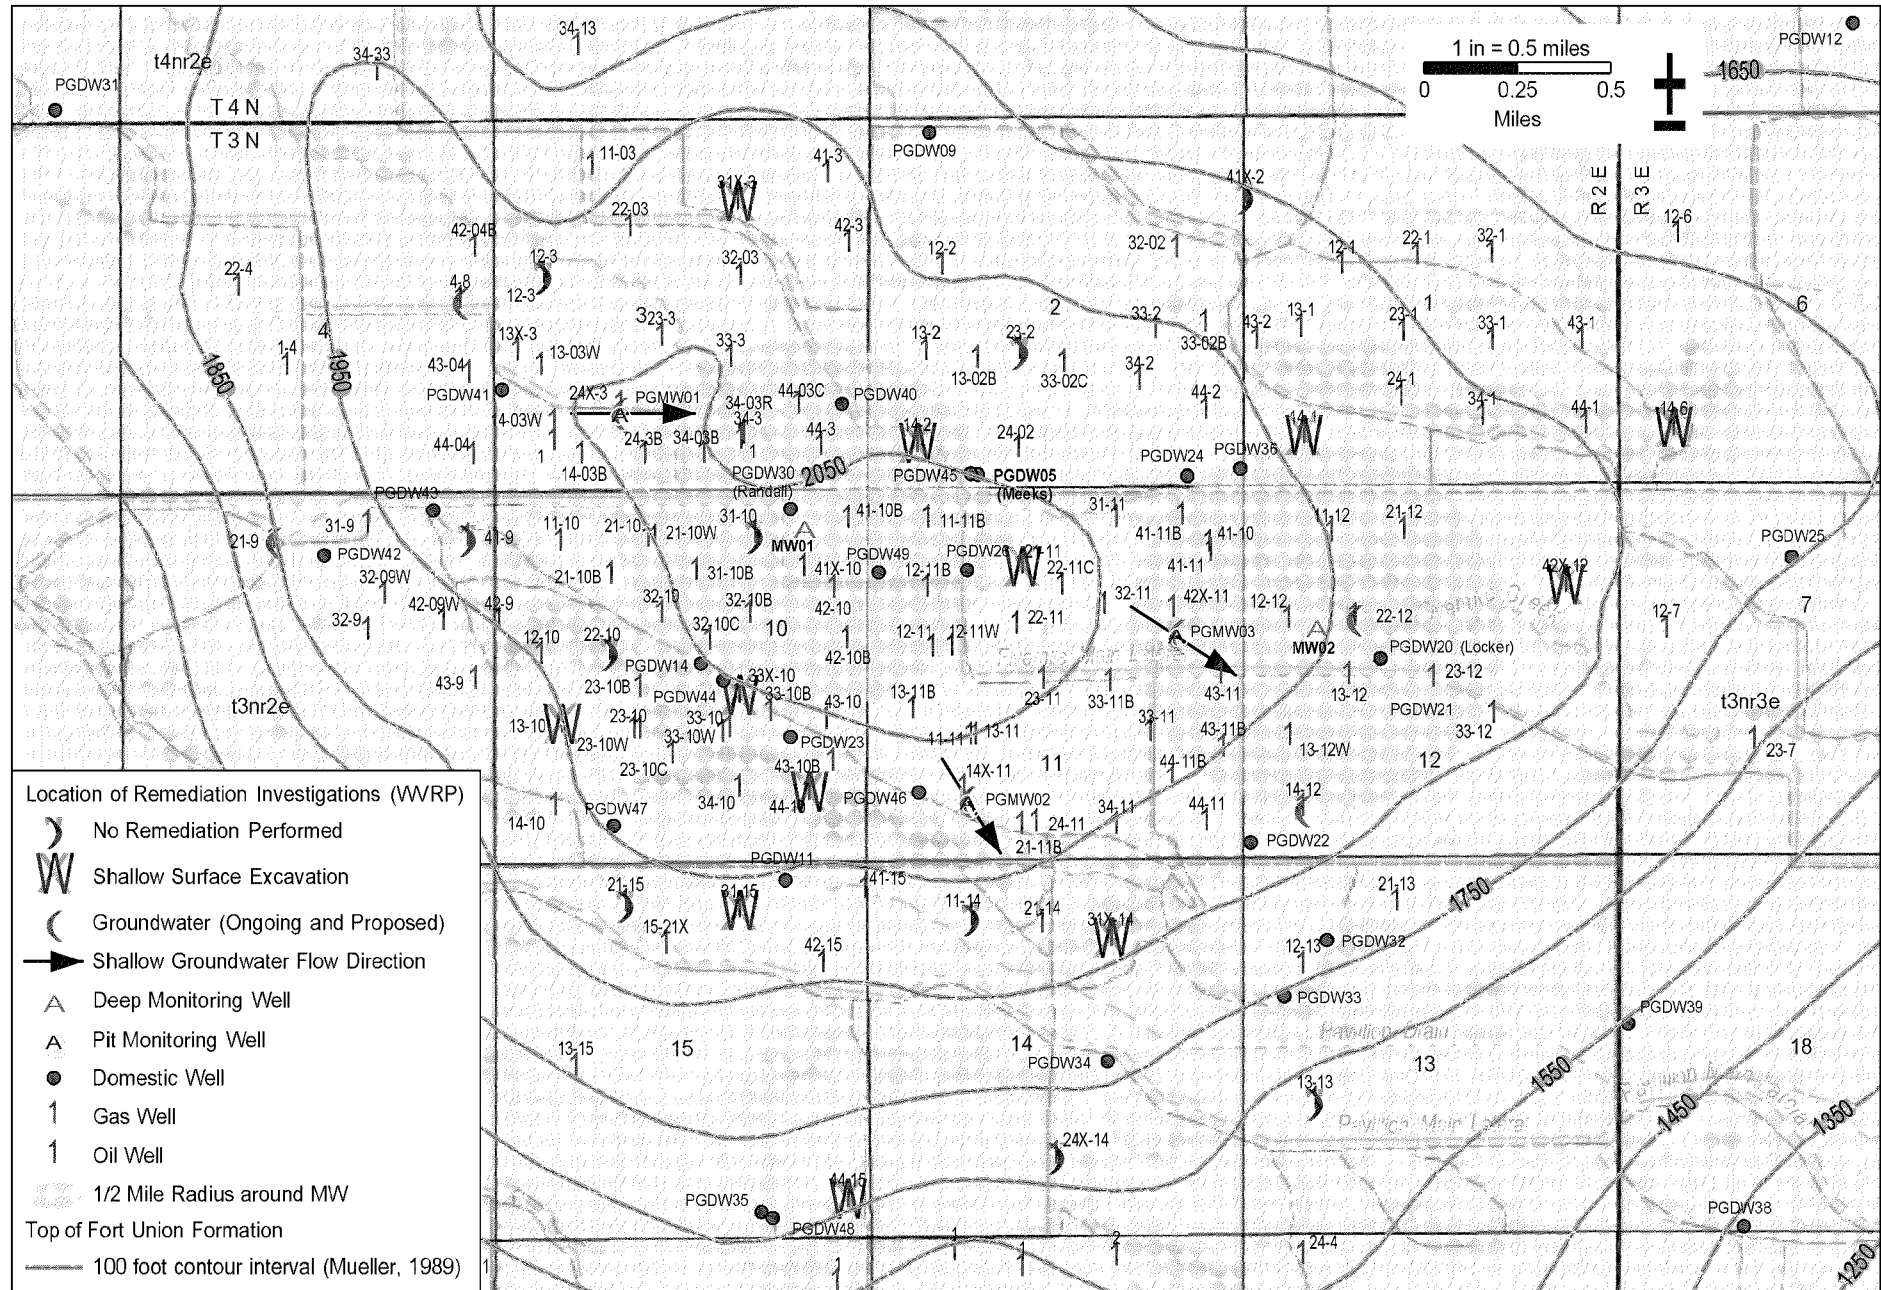 34-13
PGDW12
1 in = 0.5 miles
0 0.25 0.5
Miles
1650
34-33
t4nr2e
PGDW31
T 4 N
T 3 N
R 2 E
R 3 E
11-03
41-3
PGDW09
31X-3
41X-2
22-03
42-04B
42-3
12-2
32-02
12-1
22-1
32-1
12-6
22-4
4-8
12-3
12-3
32-03
2
1
6
4
3
23-3
1-4
13X-3
13-03W
33-3
13-2
23-2
33-2
33-02B
43-2
13-1
23-1
33-1
43-1
1850
1950
43-04
PGDW41
24X-3
PGMW01
44-03C
PGDW40
13-02B
33-02C
34-2
44-2
24-1
34-1
44-1
14-6
14-03W
34-03R
34-3
44-3
14-2
24-02
14-1
44-04
14-03B
24-3B
34-03B
PGDW30
(Randall)
2050
PGDW45
PGDW05
(Meeks)
PGDW24
PGDW36
PGDW43
31-9
21-9
PGDW42
41-9
11-10
21-10
21-10W
31-10
MW01
41-10B
11-11B
31-11
41-11B
41-10
11-12
21-12
PGDW25
32-09W
21-10B
31-10B
41X-10
PGDW49
12-11B
PGDW26
21-11
22-11C
41-11
42X-12
32-9
42-09W
42-9
32-10
32-10B
42-10
32-11
42X-11
12-12
22-12
12-7
7
12-10
22-10
32-10C
10
42-10B
12-11
12-11W
22-11
PGMW03
MW02
PGDW20 (Locker)
PGDW14
43-9
23-10B
PGDW44
33X-10
33-10B
43-10
13-11B
23-11
33-11B
43-11
13-12
23-12
t3nr2e
t3nr3e
13-10
23-10
23-10W
33-10
33-10W
PGDW23
11-11
13-11
33-11
43-11B
13-12W
PGDW21
33-12
23-7
23-10C
43-10B
14X-11
11
44-11B
12
14-10
PGDW47
34-10
44-10
PGDW46
PGMW02
24-11
21-11B
34-11
44-11
14-12
PGDW22
PGDW11
21-15
31-15
41-15
11-14
21-14
31X-14
21-13
1750
15-21X
42-15
12-13
PGDW32
PGDW33
PGDW39
13-15
15
14
PGDW34
Pavillion Drain
13
18
13-13
1550
1450
1350
24X-14
Pavillion Main Lateral
PGDW35
PGDW48
44-15
PGDW38
1
2
24-4
1250
Location of Remediation Investigations (WVRP)
No Remediation Performed
Shallow Surface Excavation
Groundwater (Ongoing and Proposed)
Shallow Groundwater Flow Direction
Deep Monitoring Well
Pit Monitoring Well
Domestic Well
Gas Well
Oil Well
1/2 Mile Radius around MW
Top of Fort Union Formation
100 foot contour interval (Mueller, 1989)